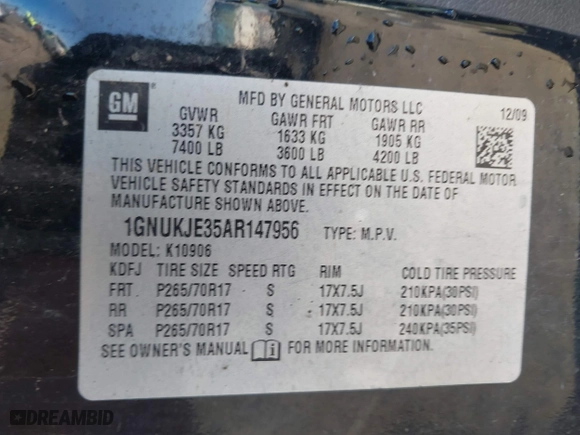 MFD BY GENERAL MOTORS LLC
GM
12/09
GVWR GAWR FRT GAWR RR
3357 KG 1633 KG 1905 KG
7400 LB 3600 LB 4200 LB
THIS VEHICLE CONFORMS TO ALL APPLICABLE U.S. FEDERAL MOTOR
VEHICLE SAFETY STANDARDS IN EFFECT ON THE DATE OF
MANUFACTURE SHOWN ABOVE.
1GNUKJE35AR147956 TYPE: M.P.V.
MODEL: K10906
KDFJ TIRE SIZE SPEED RTG RIM COLD TIRE PRESSURE
FRT P265/70R17 S 17X7.5J 210KPA(30PSI)
RR P265/70R17 S 17X7.5J 210KPA(30PSI)
SPA P265/70R17 S 17X7.5J 240KPA(35PSI)
SEE OWNER'S MANUAL i FOR MORE INFORMATION.
DREAMBID